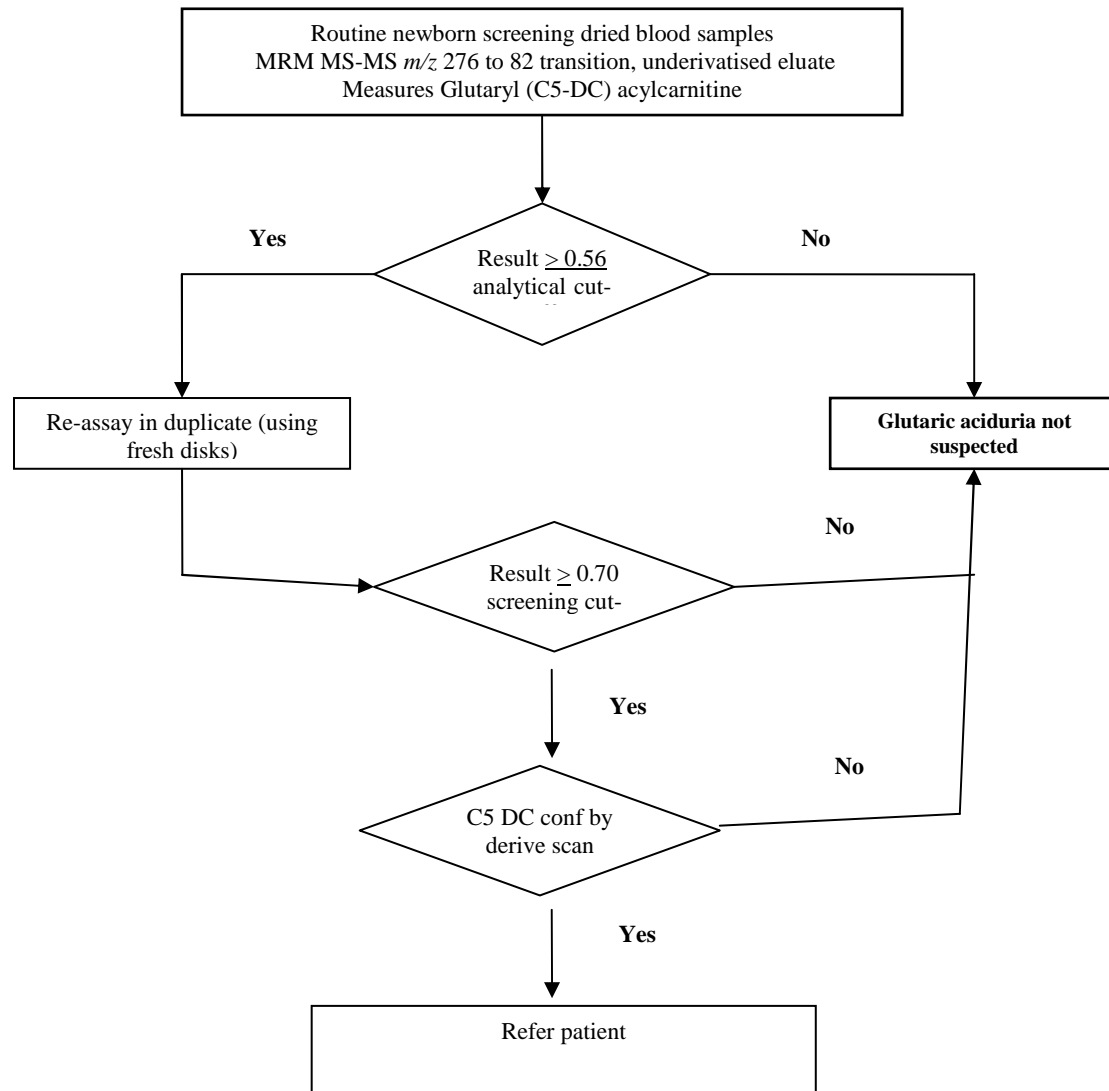 Routine newborn screening dried blood samples
MRM MS-MS m/z 276 to 82 transition, underivatised eluate
Measures Glutaryl (C5-DC) acylcarnitine
Yes
No
Result > 0.56
analytical cut-
Re-assay in duplicate (using
fresh disks)
Glutaric aciduria not
suspected
No
Result ≥ 0.70
screening cut-
Yes
No
C5 DC conf by
derive scan
Yes
Refer patient